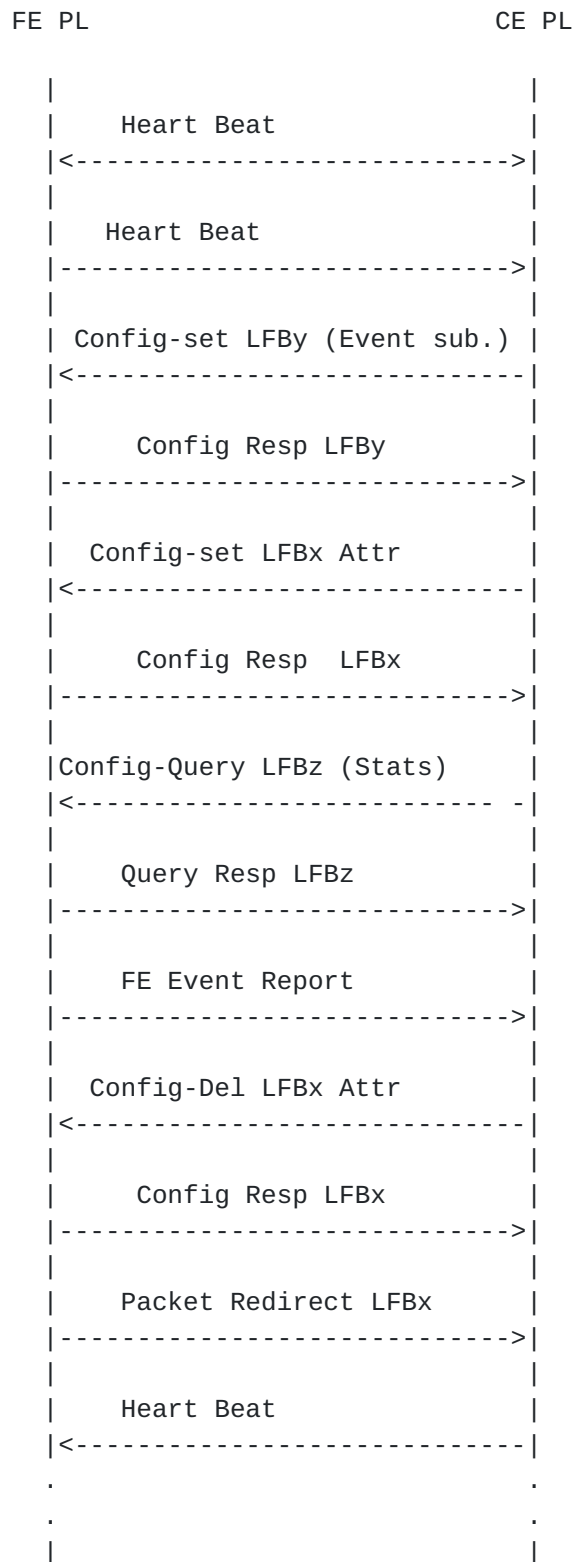 FE PL CE PL
Heart Beat
Heart Beat
Config-set LFBy (Event sub.)
Config Resp LFBy
Config-set LFBx Attr
Config Resp LFBx
Config-Query LFBz (Stats)
Query Resp LFBz
FE Event Report
Config-Del LFBx Attr
Config Resp LFBx
Packet Redirect LFBx
Heart Beat